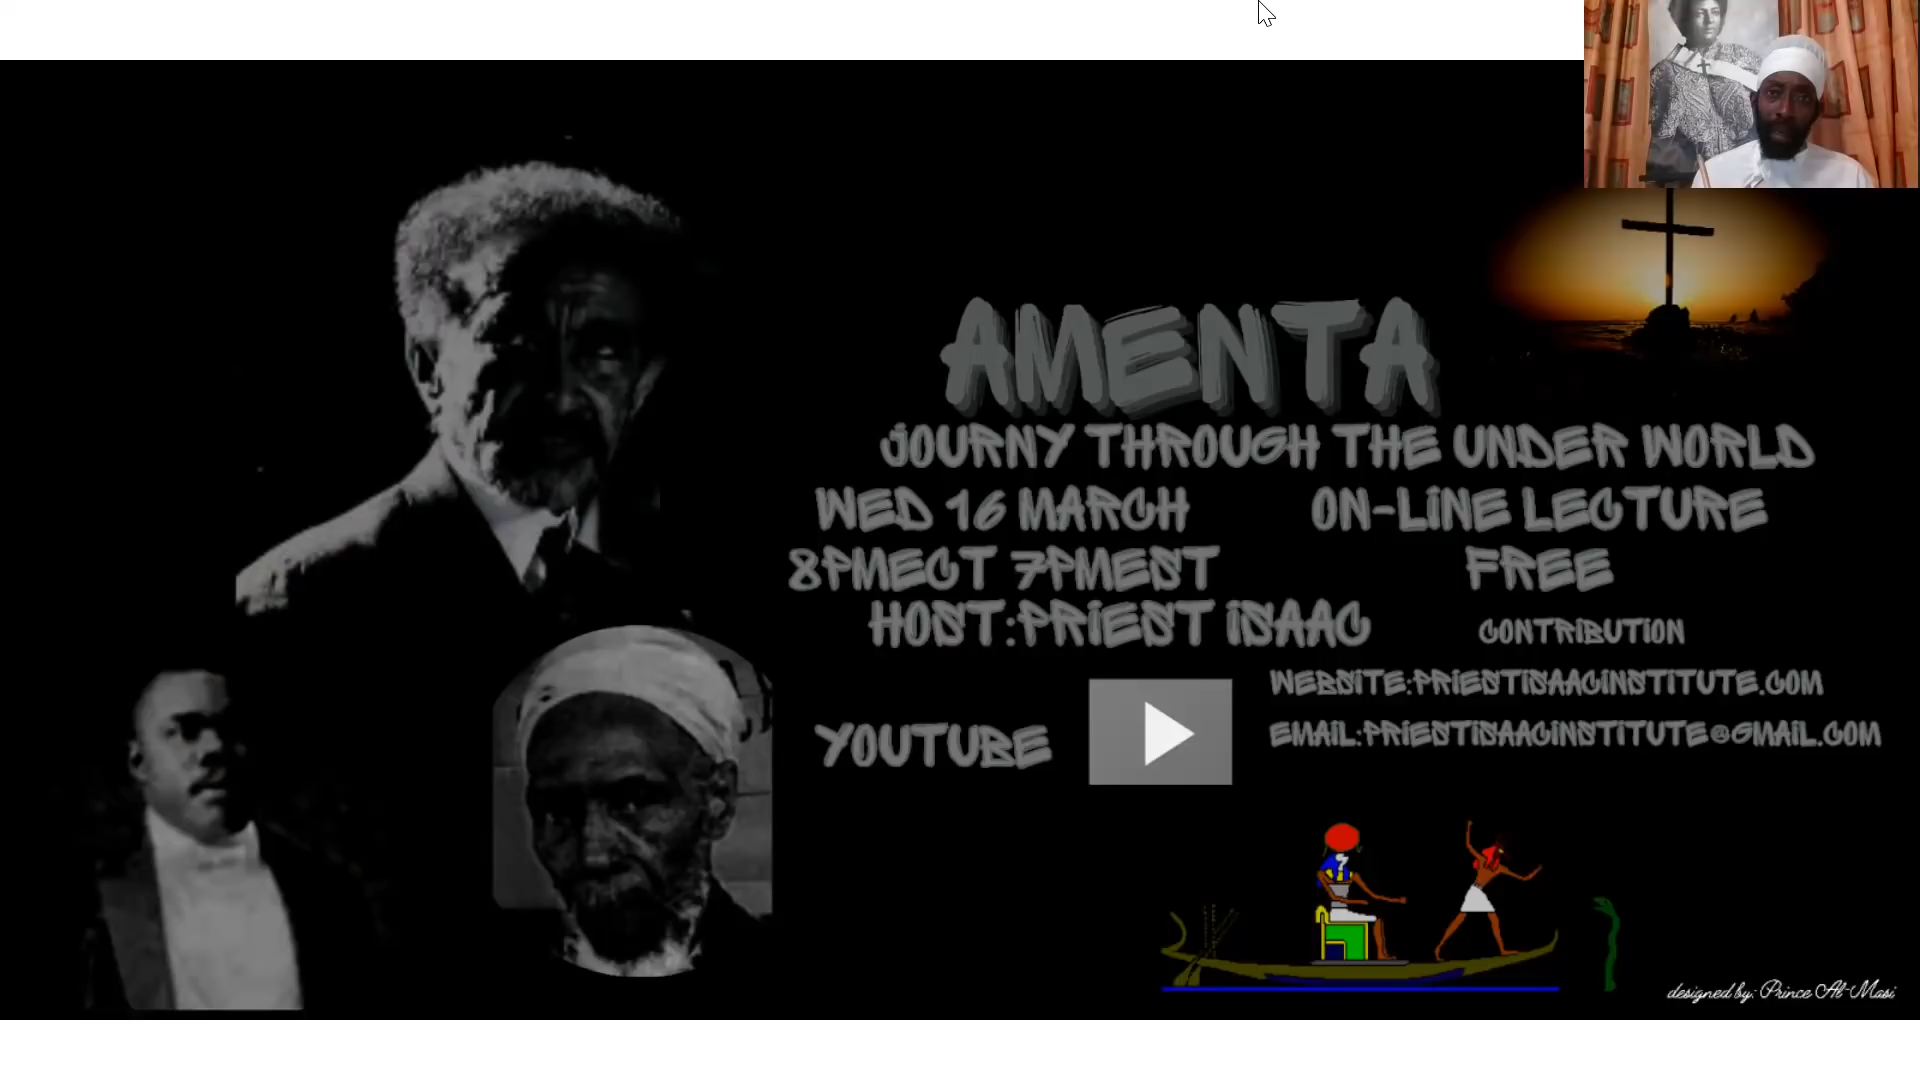 AMENTA
JOURNY THROUGH THE UNDER WORLD
WED 16 MARCH
ON-LINE LECTURE
8PMECT 7PMEST
FREE
HOST:PRIEST ISAAC
CONTRIBUTION
WEBSITE:PRIESTISAACINSTITUTE.COM
YOUTUBE
EMAIL:PRIESTISAACINSTITUTE@GMAIL.COM
designed by: Prince Al-Masi